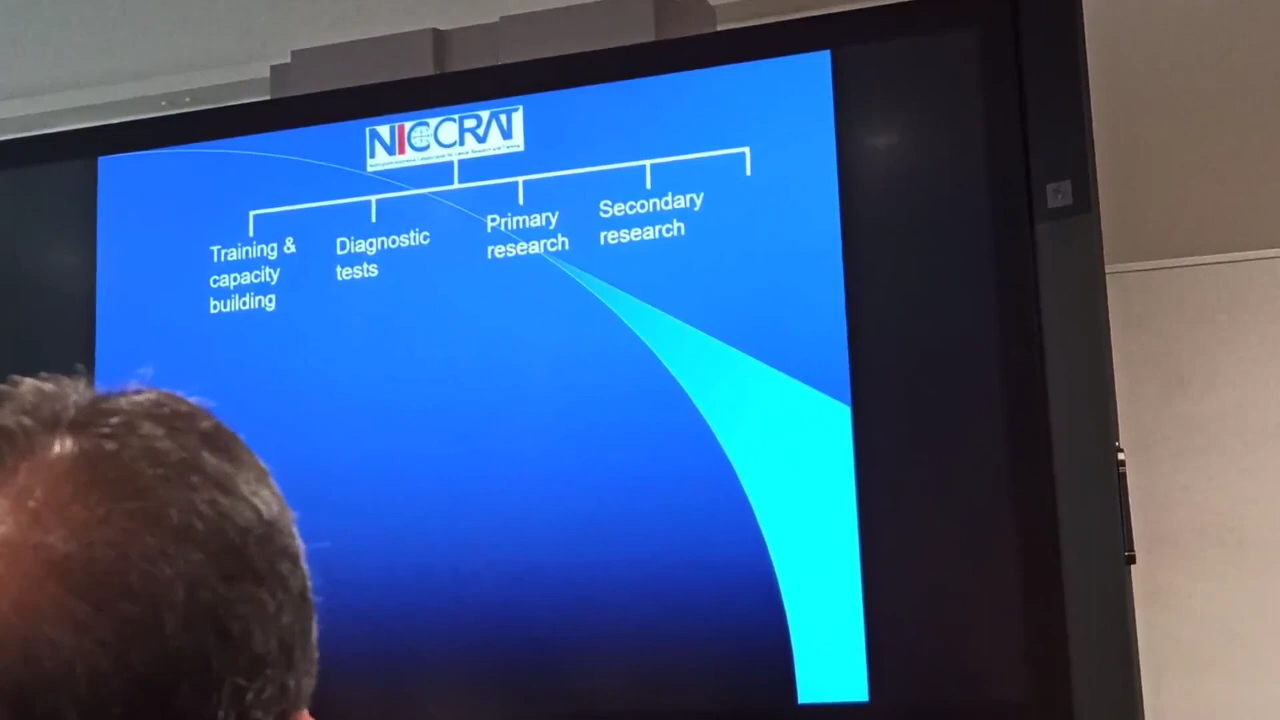 NICCRAT
Training &
capacity
building
Diagnostic
tests
Primary
research
Secondary
research